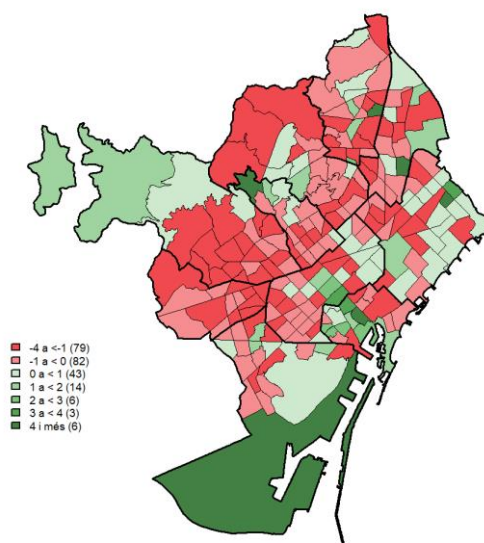 -4 a <-1 (79)
-1 a <0 (82)
0 a < 1 (43)
1 a < 2 (14)
2 a < 3 (6)
3 a < 4 (3)
4 i més (6)